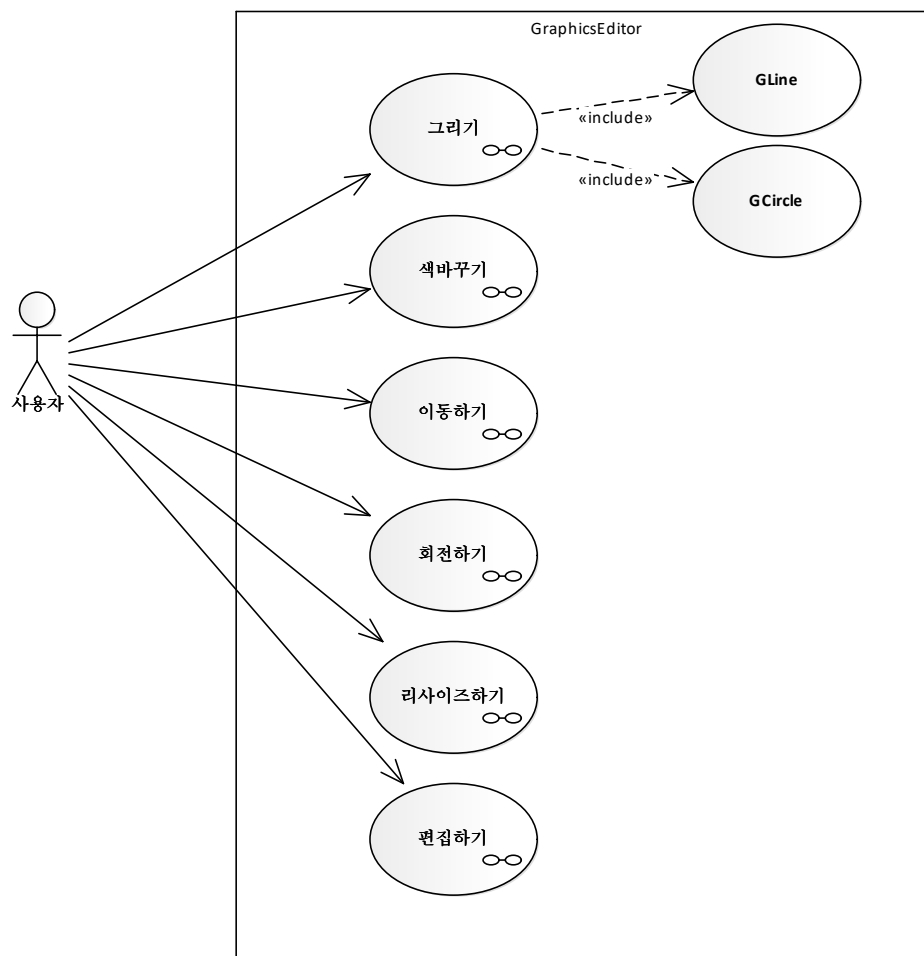 GraphicsEditor
그리기
«include»
GLine
«include»
GCircle
색바꾸기
사용자
이동하기
회전하기
리사이즈하기
편집하기